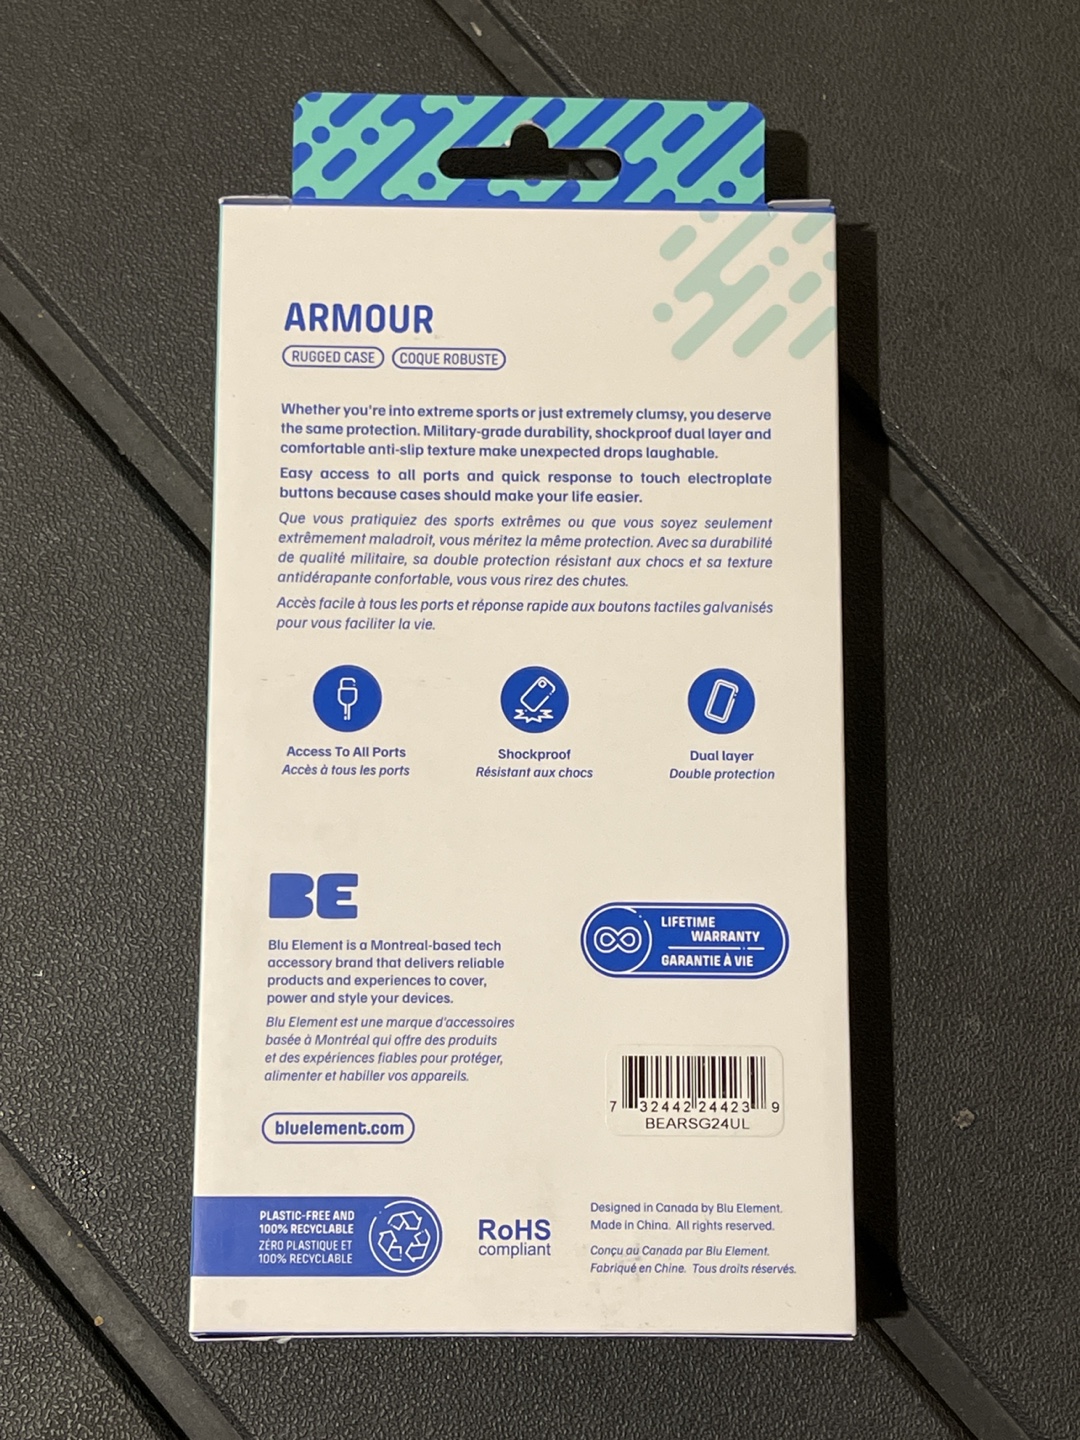 ARMOUR
RUGGED CASE COQUE ROBUSTE
Whether you're into extreme sports or just extremely clumsy, you deserve
the same protection. Military-grade durability, shockproof dual layer and
comfortable anti-slip texture make unexpected drops laughable.
Easy access to all ports and quick response to touch electroplate
buttons because cases should make your life easier.
Que vous pratiquiez des sports extrêmes ou que vous soyez seulement
extrêmement maladroit, vous méritez la même protection. Avec sa durabilité
de qualité militaire, sa double protection résistant aux chocs et sa texture
antidérapante confortable, vous vous rirez des chutes.
Accès facile à tous les ports et réponse rapide aux boutons tactiles galvanisés
pour vous faciliter la vie.
Access To All Ports
Accès à tous les ports
Shockproof
Résistant aux chocs
Dual layer
Double protection
BE
Blu Element is a Montreal-based tech
accessory brand that delivers reliable
products and experiences to cover,
power and style your devices.
Blu Element est une marque d'accessoires
basée à Montréal qui offre des produits
et des expériences fiables pour protéger,
alimenter et habiller vos appareils.
bluelement.com
LIFETIME
WARRANTY
GARANTIE À VIE
7 32442 24423 9
BEARSG24UL
PLASTIC-FREE AND
100% RECYCLABLE
ZÉRO PLASTIQUE ET
100% RECYCLABLE
RoHS
compliant
Designed in Canada by Blu Element.
Made in China. All rights reserved.
Conçu au Canada par Blu Element.
Fabriqué en Chine. Tous droits réservés.